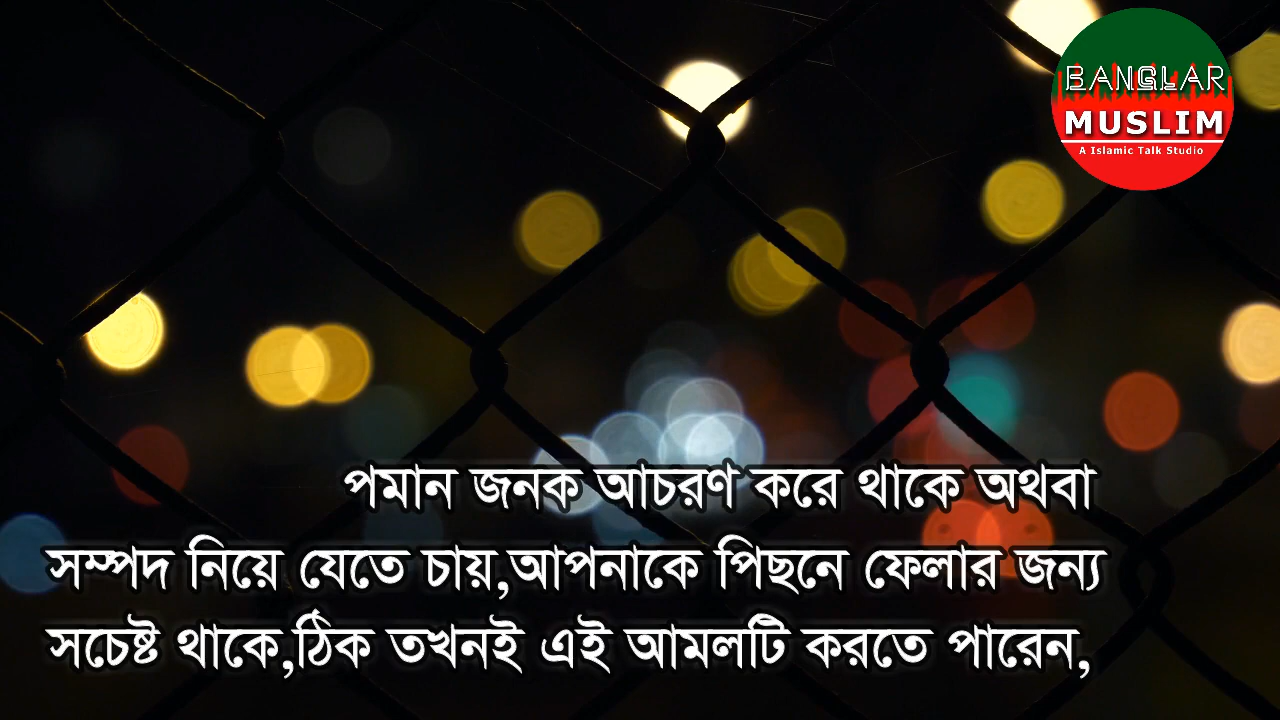 BANGLAR
MUSLIM
A Islamic Talk Studio
পমান জনক আচরণ করে থাকে অথবা
সম্পদ নিয়ে যেতে চায়,আপনাকে পিছনে ফেলার জন্য
সচেষ্ট থাকে,ঠিক তখনই এই আমলটি করতে পারেন,